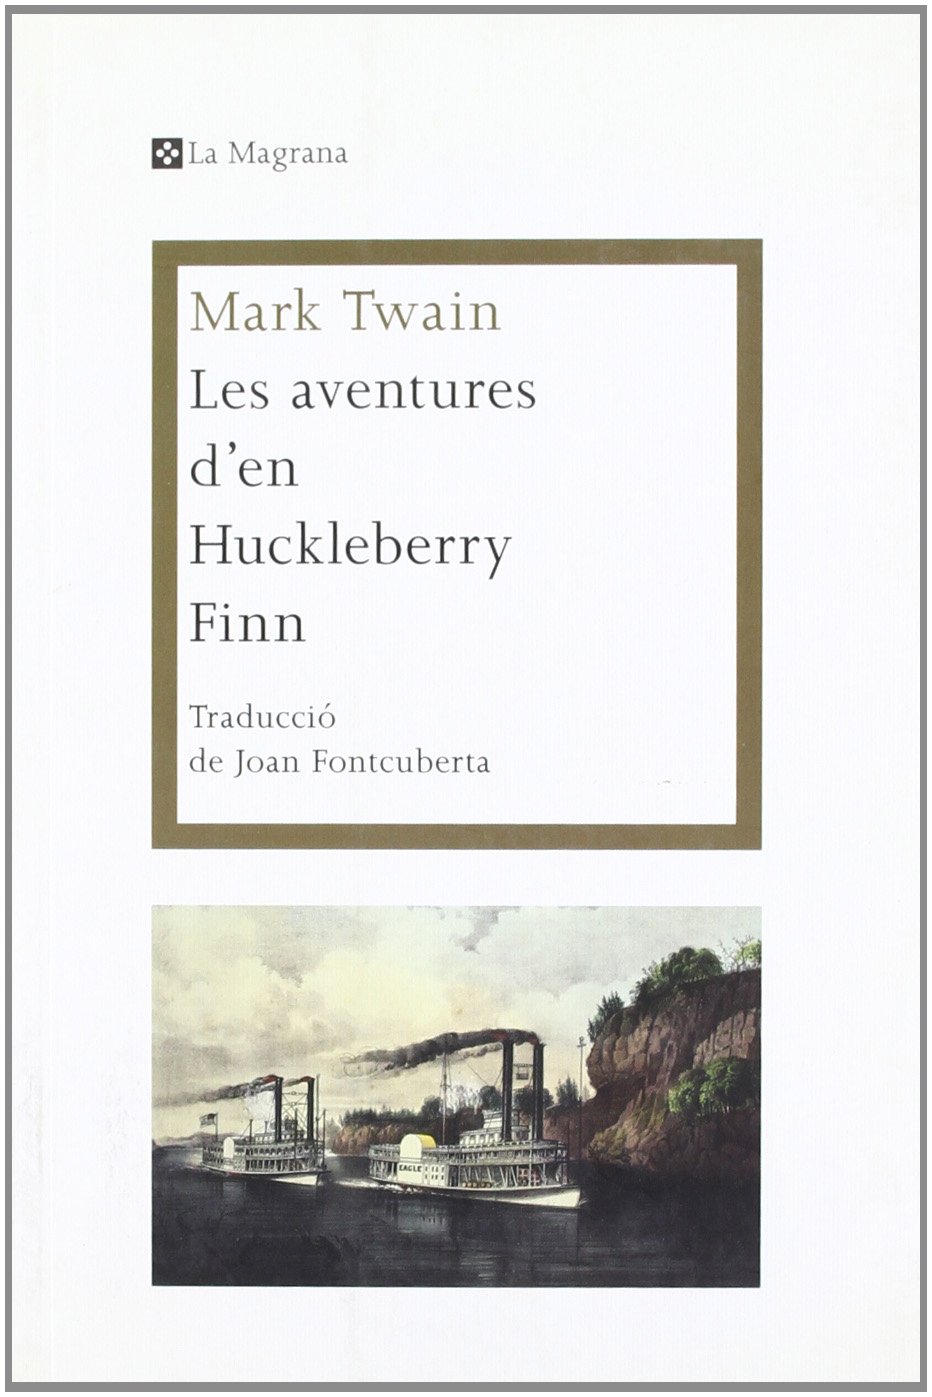 La Magrana
Mark Twain
Les aventures
d'en
Huckleberry
Finn
Traducció
de Joan Fontcuberta
EAGLE